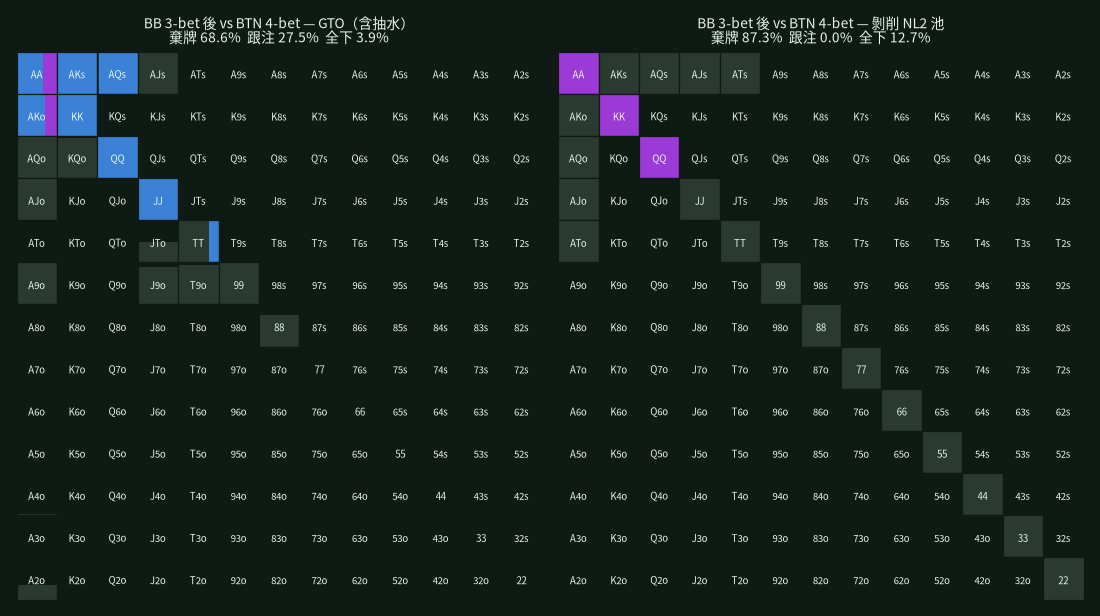 BB 3-bet 後 vs BTN 4-bet — GTO（含抽水）
棄牌 68.6% 跟注 27.5% 全下 3.9%
AA AKs AQs AJs ATs A9s A8s A7s A6s A5s A4s A3s A2s
AKo KK KQs KJs KTs K9s K8s K7s K6s K5s K4s K3s K2s
AQo KQo QQ QJs QTs Q9s Q8s Q7s Q6s Q5s Q4s Q3s Q2s
AJo KJo QJo JJ JTs J9s J8s J7s J6s J5s J4s J3s J2s
ATo KTo QTo JTo TT T9s T8s T7s T6s T5s T4s T3s T2s
A9o K9o Q9o J9o T9o 99 98s 97s 96s 95s 94s 93s 92s
A8o K8o Q8o J8o T8o 98o 88 87s 86s 85s 84s 83s 82s
A7o K7o Q7o J7o T7o 97o 87o 77 76s 75s 74s 73s 72s
A6o K6o Q6o J6o T6o 96o 86o 76o 66 65s 64s 63s 62s
A5o K5o Q5o J5o T5o 95o 85o 75o 65o 55 54s 53s 52s
A4o K4o Q4o J4o T4o 94o 84o 74o 64o 54o 44 43s 42s
A3o K3o Q3o J3o T3o 93o 83o 73o 63o 53o 43o 33 32s
A2o K2o Q2o J2o T2o 92o 82o 72o 62o 52o 42o 32o 22
BB 3-bet 後 vs BTN 4-bet — 剝削 NL2 池
棄牌 87.3% 跟注 0.0% 全下 12.7%
AA AKs AQs AJs ATs A9s A8s A7s A6s A5s A4s A3s A2s
AKo KK KQs KJs KTs K9s K8s K7s K6s K5s K4s K3s K2s
AQo KQo QQ QJs QTs Q9s Q8s Q7s Q6s Q5s Q4s Q3s Q2s
AJo KJo QJo JJ JTs J9s J8s J7s J6s J5s J4s J3s J2s
ATo KTo QTo JTo TT T9s T8s T7s T6s T5s T4s T3s T2s
A9o K9o Q9o J9o T9o 99 98s 97s 96s 95s 94s 93s 92s
A8o K8o Q8o J8o T8o 98o 88 87s 86s 85s 84s 83s 82s
A7o K7o Q7o J7o T7o 97o 87o 77 76s 75s 74s 73s 72s
A6o K6o Q6o J6o T6o 96o 86o 76o 66 65s 64s 63s 62s
A5o K5o Q5o J5o T5o 95o 85o 75o 65o 55 54s 53s 52s
A4o K4o Q4o J4o T4o 94o 84o 74o 64o 54o 44 43s 42s
A3o K3o Q3o J3o T3o 93o 83o 73o 63o 53o 43o 33 32s
A2o K2o Q2o J2o T2o 92o 82o 72o 62o 52o 42o 32o 22